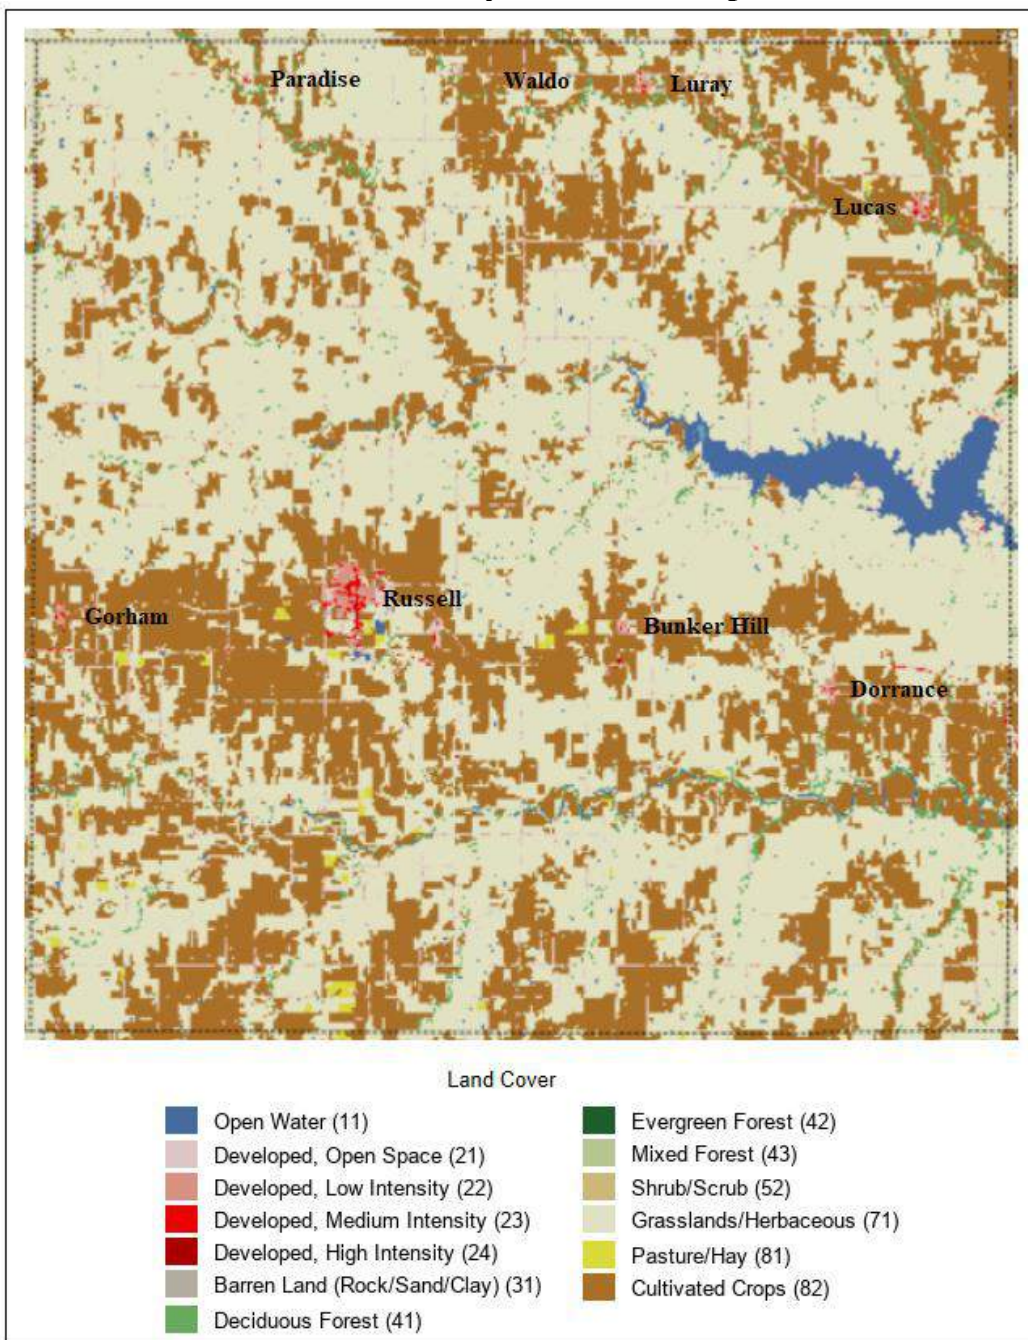 Paradise
Waldo
Luray
Lucas
Russell
Gorham
Bunker Hill
Dorrance
Land Cover
Open Water (11)
Developed, Open Space (21)
Developed, Low Intensity (22)
Developed, Medium Intensity (23)
Developed, High Intensity (24)
Barren Land (Rock/Sand/Clay) (31)
Deciduous Forest (41)
Evergreen Forest (42)
Mixed Forest (43)
Shrub/Scrub (52)
Grasslands/Herbaceous (71)
Pasture/Hay (81)
Cultivated Crops (82)